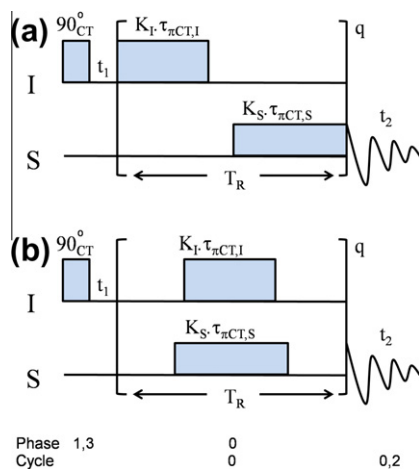 (a)
90°CT
t1
KI.τπCT,I
q
I
KS.τπCT,S
t2
S
TR
(b)
90°CT
t1
KI.τπCT,I
q
I
KS.τπCT,S
t2
S
TR
Phase 1,3 0
Cycle 0 0,2